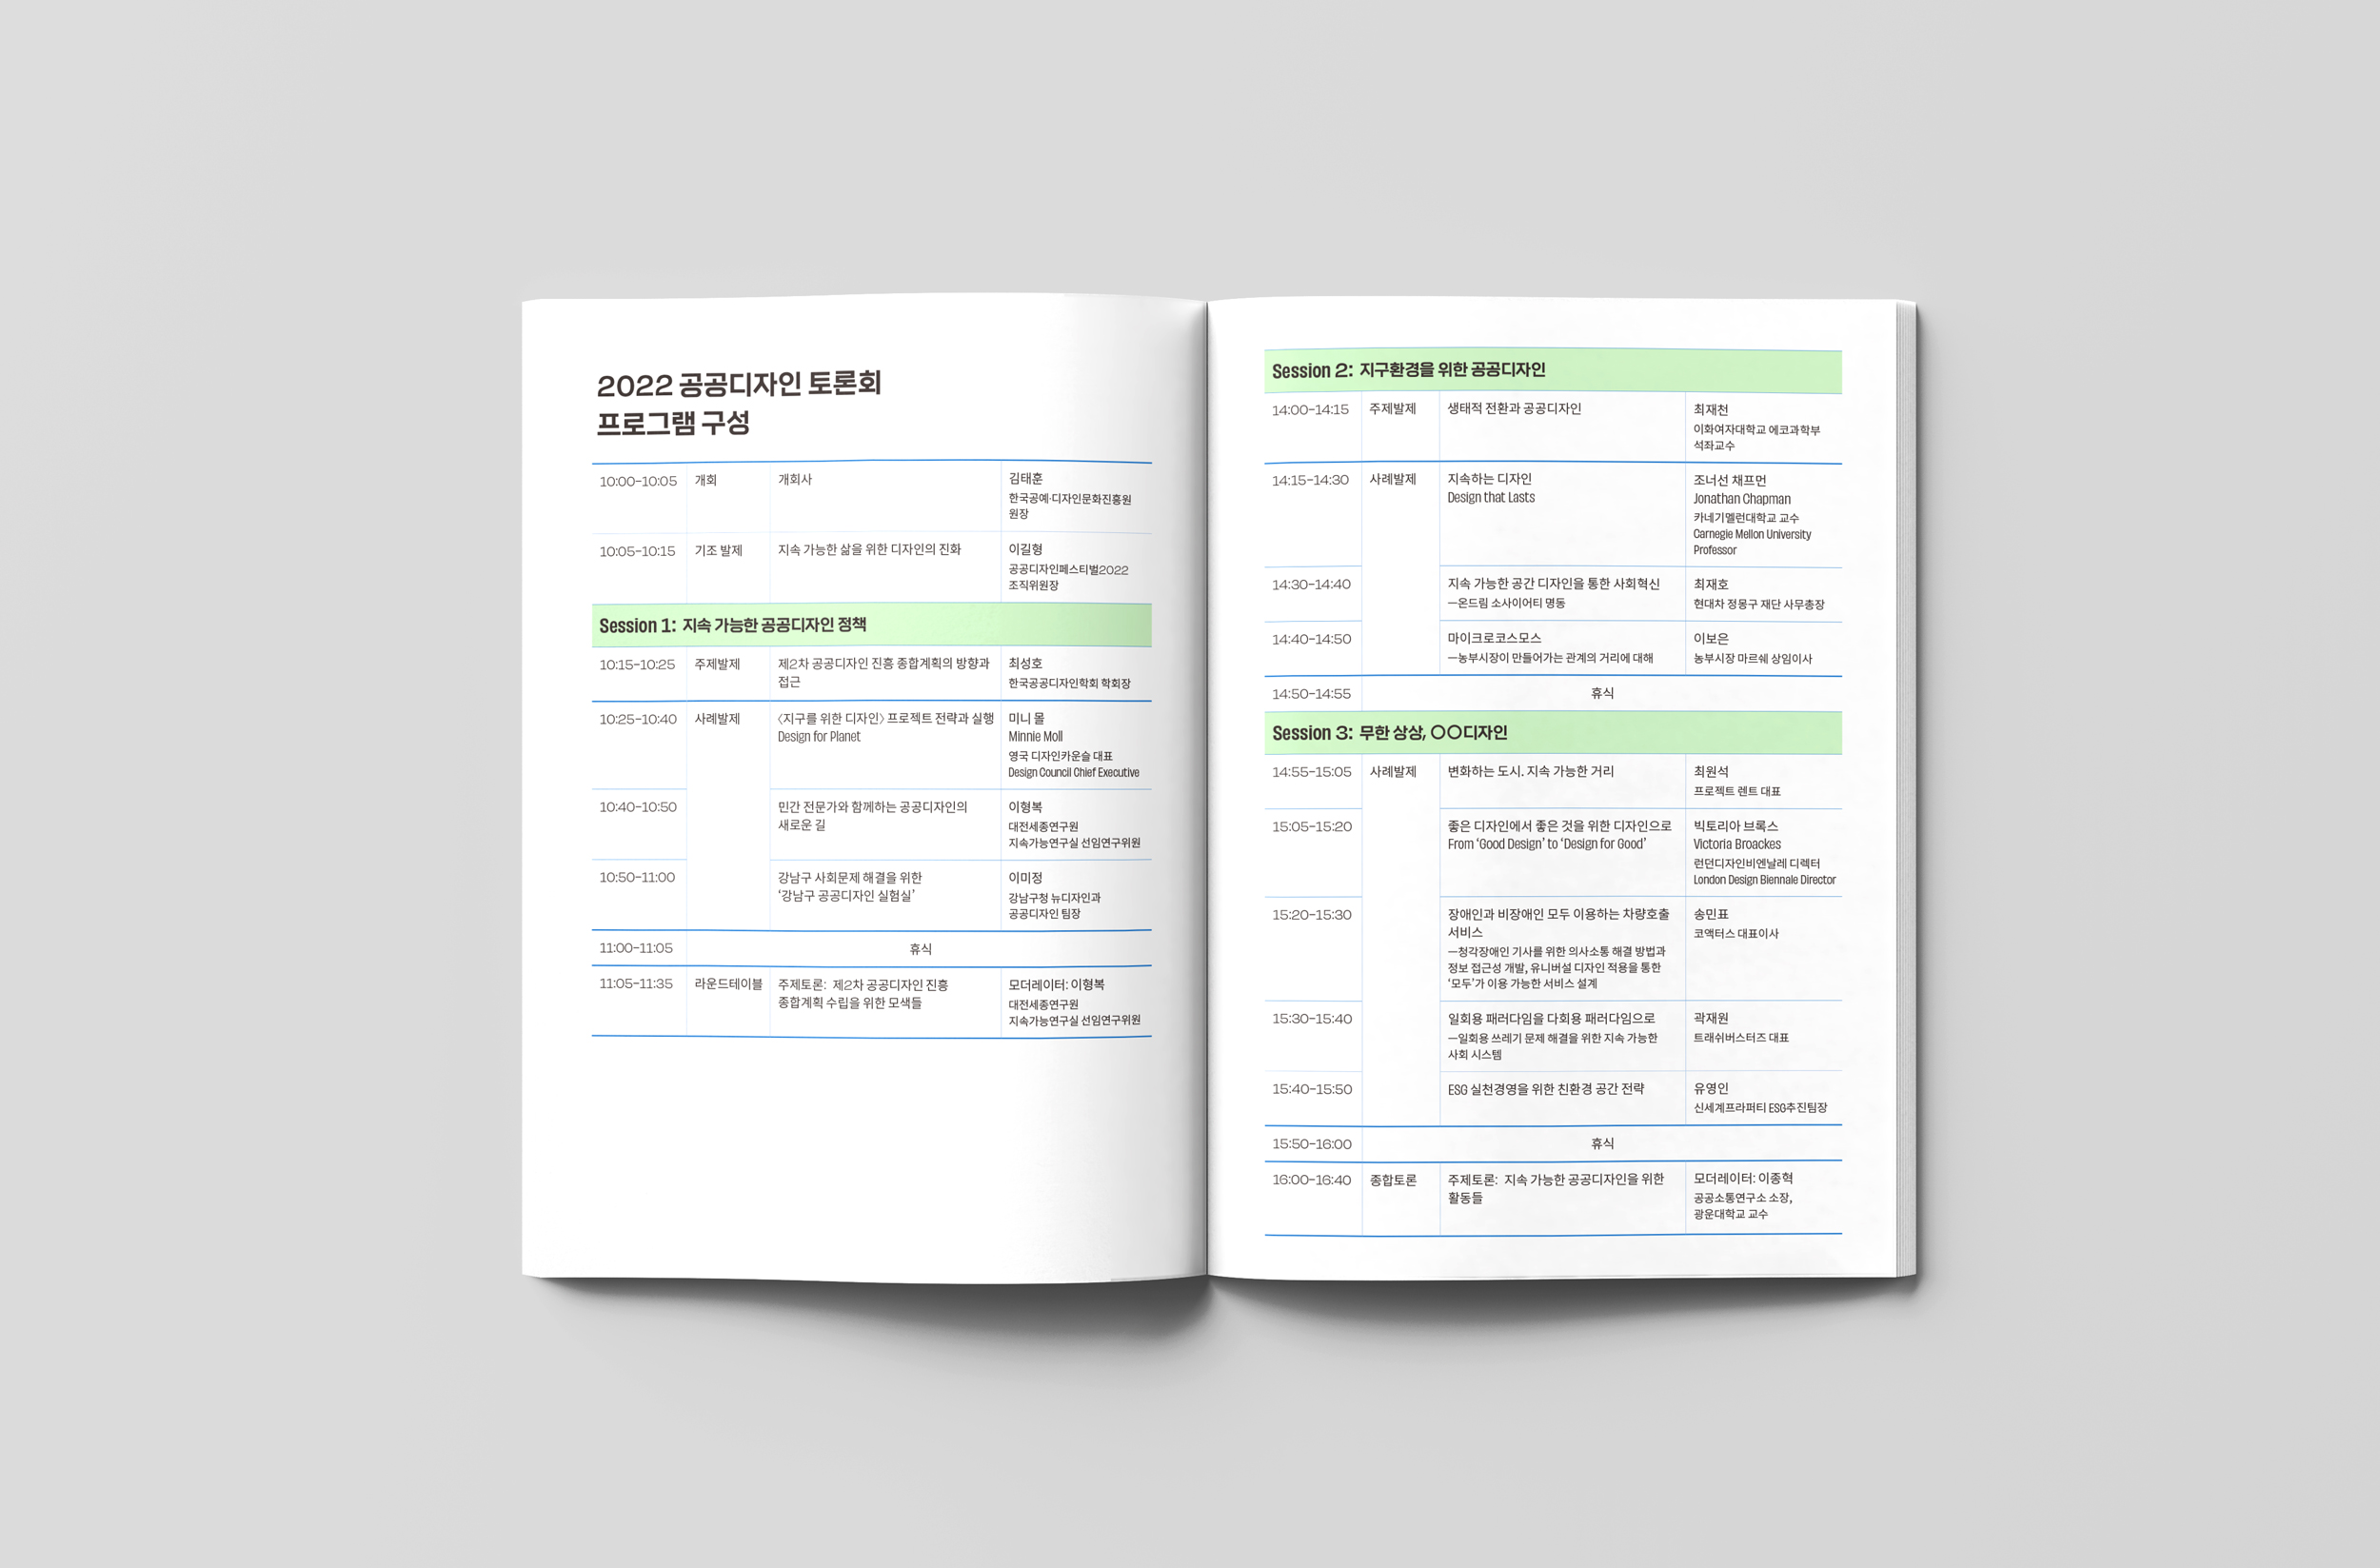 2022 공공디자인 토론회
프로그램 구성
10:00-10:05 개회 개회사 김태훈
한국공예·디자인문화진흥원
원장
10:05-10:15 기조 발제 지속 가능한 삶을 위한 디자인의 진화 이길형
공공디자인페스티벌2022
조직위원장
Session 1: 지속 가능한 공공디자인 정책
10:15-10:25 주제발제 제2차 공공디자인 진흥 종합계획의 방향과 최성호
접근 한국공공디자인학회 학회장
10:25-10:40 사례발제 〈지구를 위한 디자인〉 프로젝트 전략과 실행 미니 몰
Design for Planet Minnie Moll
영국 디자인카운슬 대표
Design Council Chief Executive
10:40-10:50 민간 전문가와 함께하는 공공디자인의 이형복
새로운 길 대전세종연구원
지속가능연구실 선임연구위원
10:50-11:00 강남구 사회문제 해결을 위한 이미정
‘강남구 공공디자인 실험실’ 강남구청 뉴디자인과
공공디자인 팀장
11:00-11:05 휴식
11:05-11:35 라운드테이블 주제토론: 제2차 공공디자인 진흥 모더레이터: 이형복
종합계획 수립을 위한 모색들 대전세종연구원
지속가능연구실 선임연구위원
Session 2: 지구환경을 위한 공공디자인
14:00-14:15 주제발제 생태적 전환과 공공디자인 최재천
이화여자대학교 에코과학부
석좌교수
14:15-14:30 사례발제 지속하는 디자인 조너선 채프먼
Design that Lasts Jonathan Chapman
카네기멜런대학교 교수
Carnegie Mellon University
Professor
14:30-14:40 지속 가능한 공간 디자인을 통한 사회혁신 최재호
—온드림 소사이어티 명동 현대차 정몽구 재단 사무총장
14:40-14:50 마이크로코스모스 이보은
—농부시장이 만들어가는 관계의 거리에 대해 농부시장 마르쉐 상임이사
14:50-14:55 휴식
Session 3: 무한 상상, ○○디자인
14:55-15:05 사례발제 변화하는 도시. 지속 가능한 거리 최원석
프로젝트 렌트 대표
15:05-15:20 좋은 디자인에서 좋은 것을 위한 디자인으로 빅토리아 브록스
From ‘Good Design’ to ‘Design for Good’ Victoria Broackes
런던디자인비엔날레 디렉터
London Design Biennale Director
15:20-15:30 장애인과 비장애인 모두 이용하는 차량호출 송민표
서비스 코액터스 대표이사
—청각장애인 기사를 위한 의사소통 해결 방법과
정보 접근성 개발, 유니버설 디자인 적용을 통한
‘모두’가 이용 가능한 서비스 설계
15:30-15:40 일회용 패러다임을 다회용 패러다임으로 곽재원
—일회용 쓰레기 문제 해결을 위한 지속 가능한 트래쉬버스터즈 대표
사회 시스템
15:40-15:50 ESG 실천경영을 위한 친환경 공간 전략 유영인
신세계프라퍼티 ESG추진팀장
15:50-16:00 휴식
16:00-16:40 종합토론 주제토론: 지속 가능한 공공디자인을 위한 모더레이터: 이종혁
활동들 공공소통연구소 소장,
광운대학교 교수